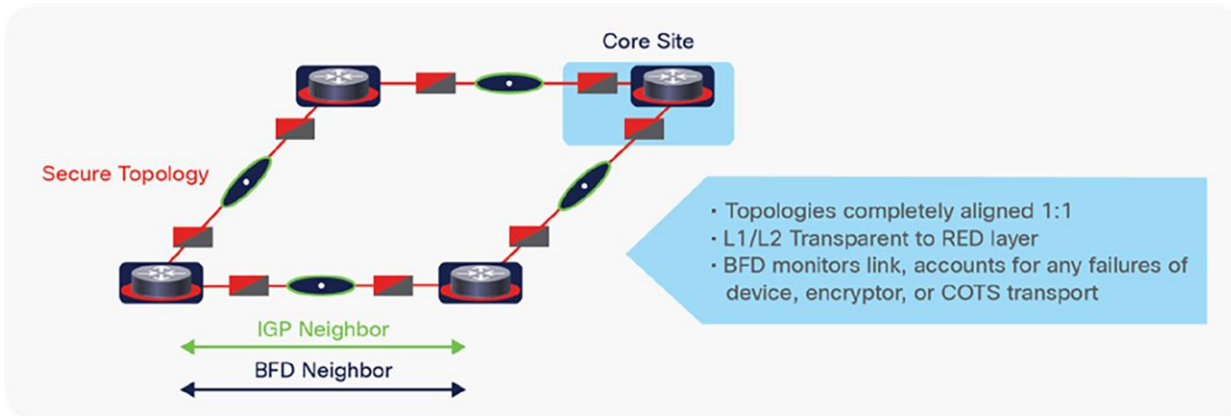 Core Site
Secure Topology
• Topologies completely aligned 1:1
• L1/L2 Transparent to RED layer
• BFD monitors link, accounts for any failures of
device, encryptor, or COTS transport
IGP Neighbor
BFD Neighbor